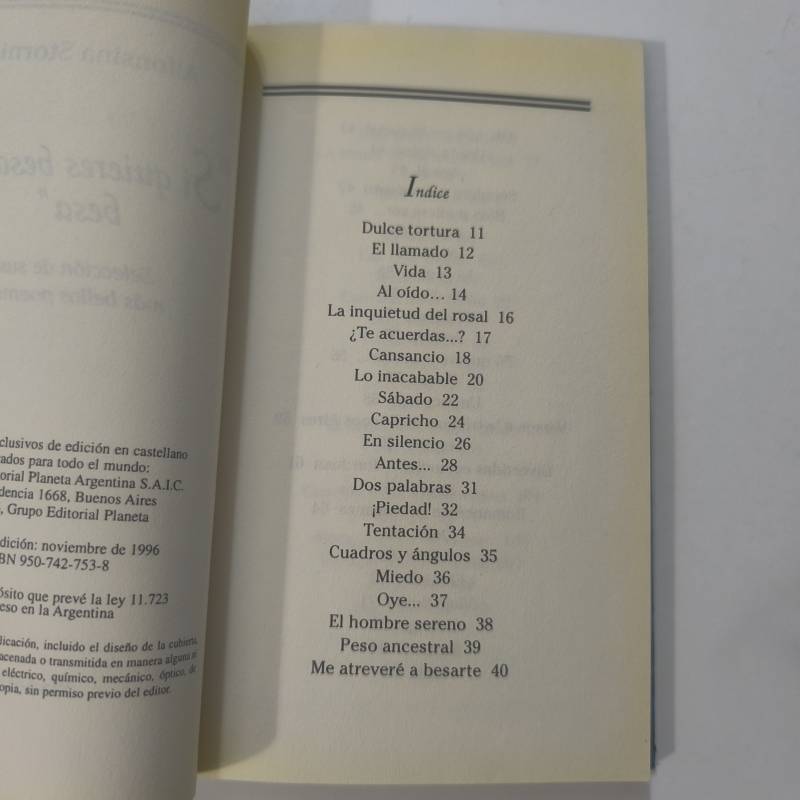 clusivos de edición en castellano
ados para todo el mundo:
orial Planeta Argentina S.A.I.C.
dencia 1668, Buenos Aires
, Grupo Editorial Planeta
dición: noviembre de 1996
BN 950-742-753-8
ósito que prevé la ley 11.723
eso en la Argentina
licación, incluido el diseño de la cubierta,
acenada o transmitida en manera alguna ni
eléctrico, químico, mecánico, óptico, de
opia, sin permiso previo del editor.
Indice
Dulce tortura 11
El llamado 12
Vida 13
Al oído... 14
La inquietud del rosal 16
¿Te acuerdas...? 17
Cansancio 18
Lo inacabable 20
Sábado 22
Capricho 24
En silencio 26
Antes... 28
Dos palabras 31
¡Piedad! 32
Tentación 34
Cuadros y ángulos 35
Miedo 36
Oye... 37
El hombre sereno 38
Peso ancestral 39
Me atreveré a besarte 40